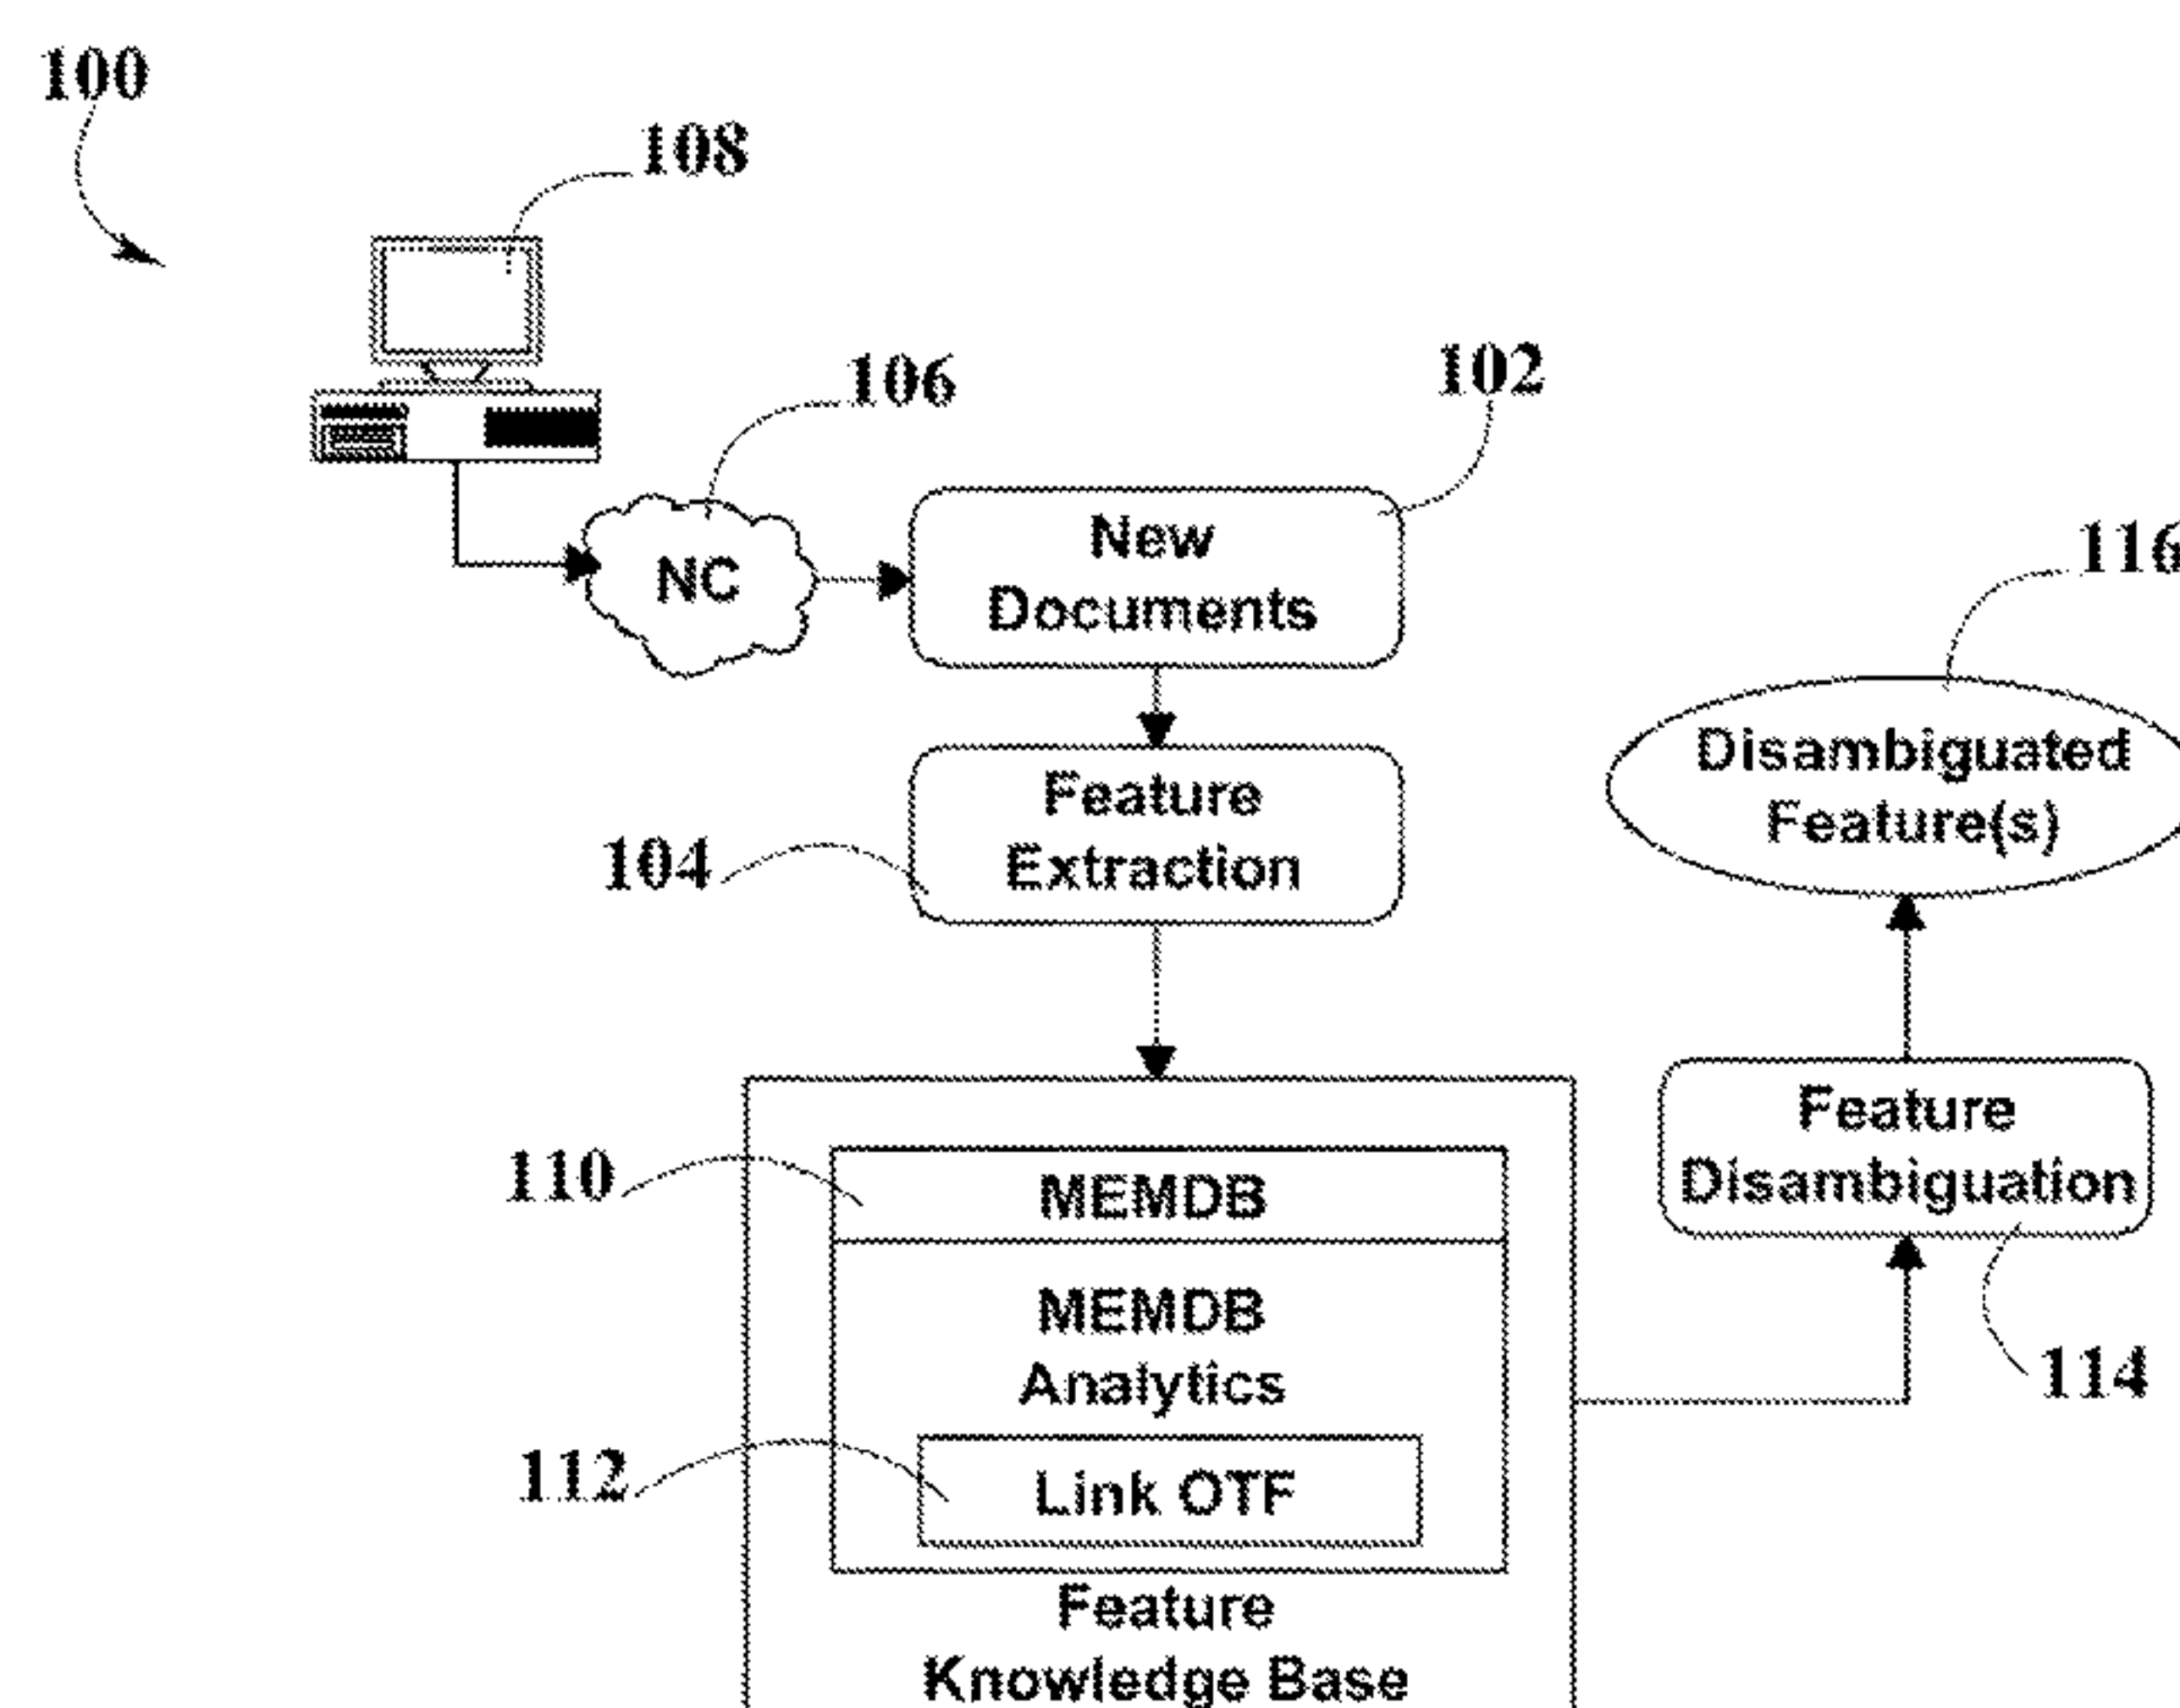 100
108
106
102
NC
New
Documents
116
Feature
Extraction
104
Disambiguated
Feature(s)
110
MEMDB
Feature
Disambiguation
MEMDB
Analytics
114
112
Link OTF
Feature
Knowledge Base